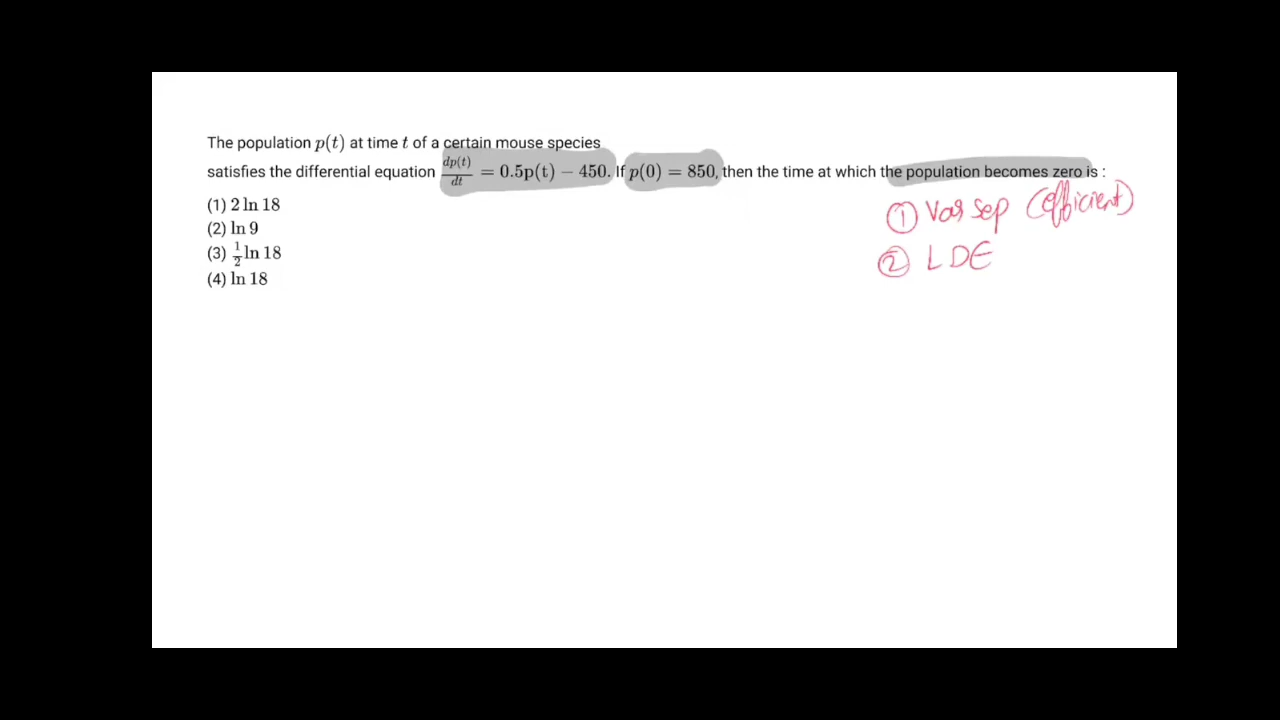 The population p(t) at time t of a certain mouse species
satisfies the differential equation dp(t)/dt = 0.5p(t) − 450. If p(0) = 850, then the time at which the population becomes zero is :
(1) 2 ln 18
(2) ln 9
(3) 1/2 ln 18
(4) ln 18
① Var sep (efficient)
② LDE